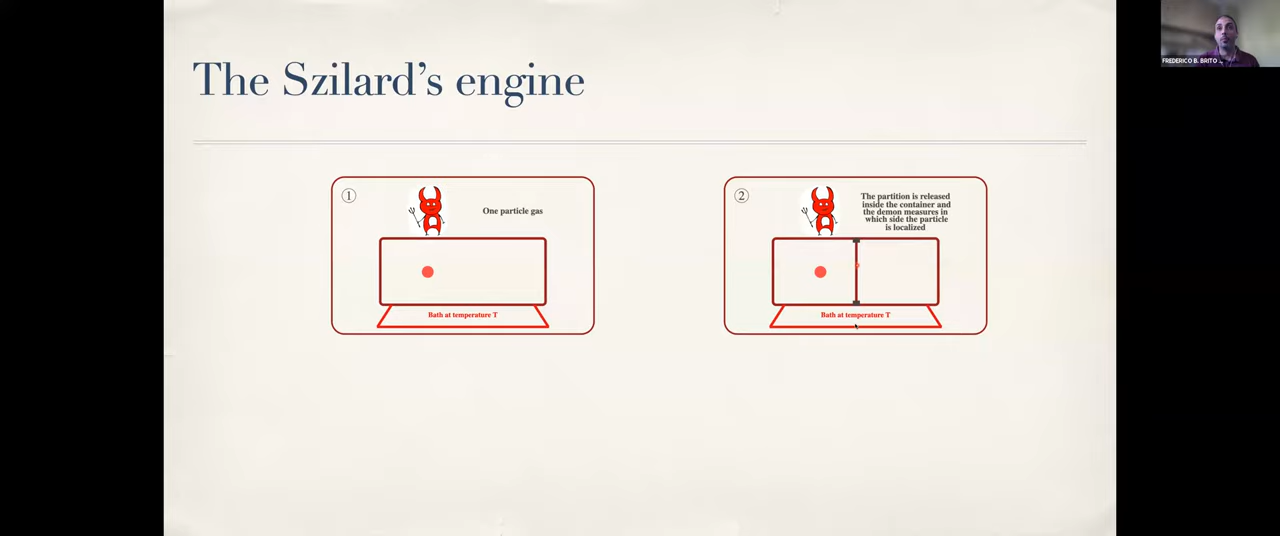 The Szilard's engine
FREDERICO B. BRITO
1
One particle gas
Bath at temperature T
2
The partition is released
inside the container and
the demon measures in
which side the particle
is localized
Bath at temperature T